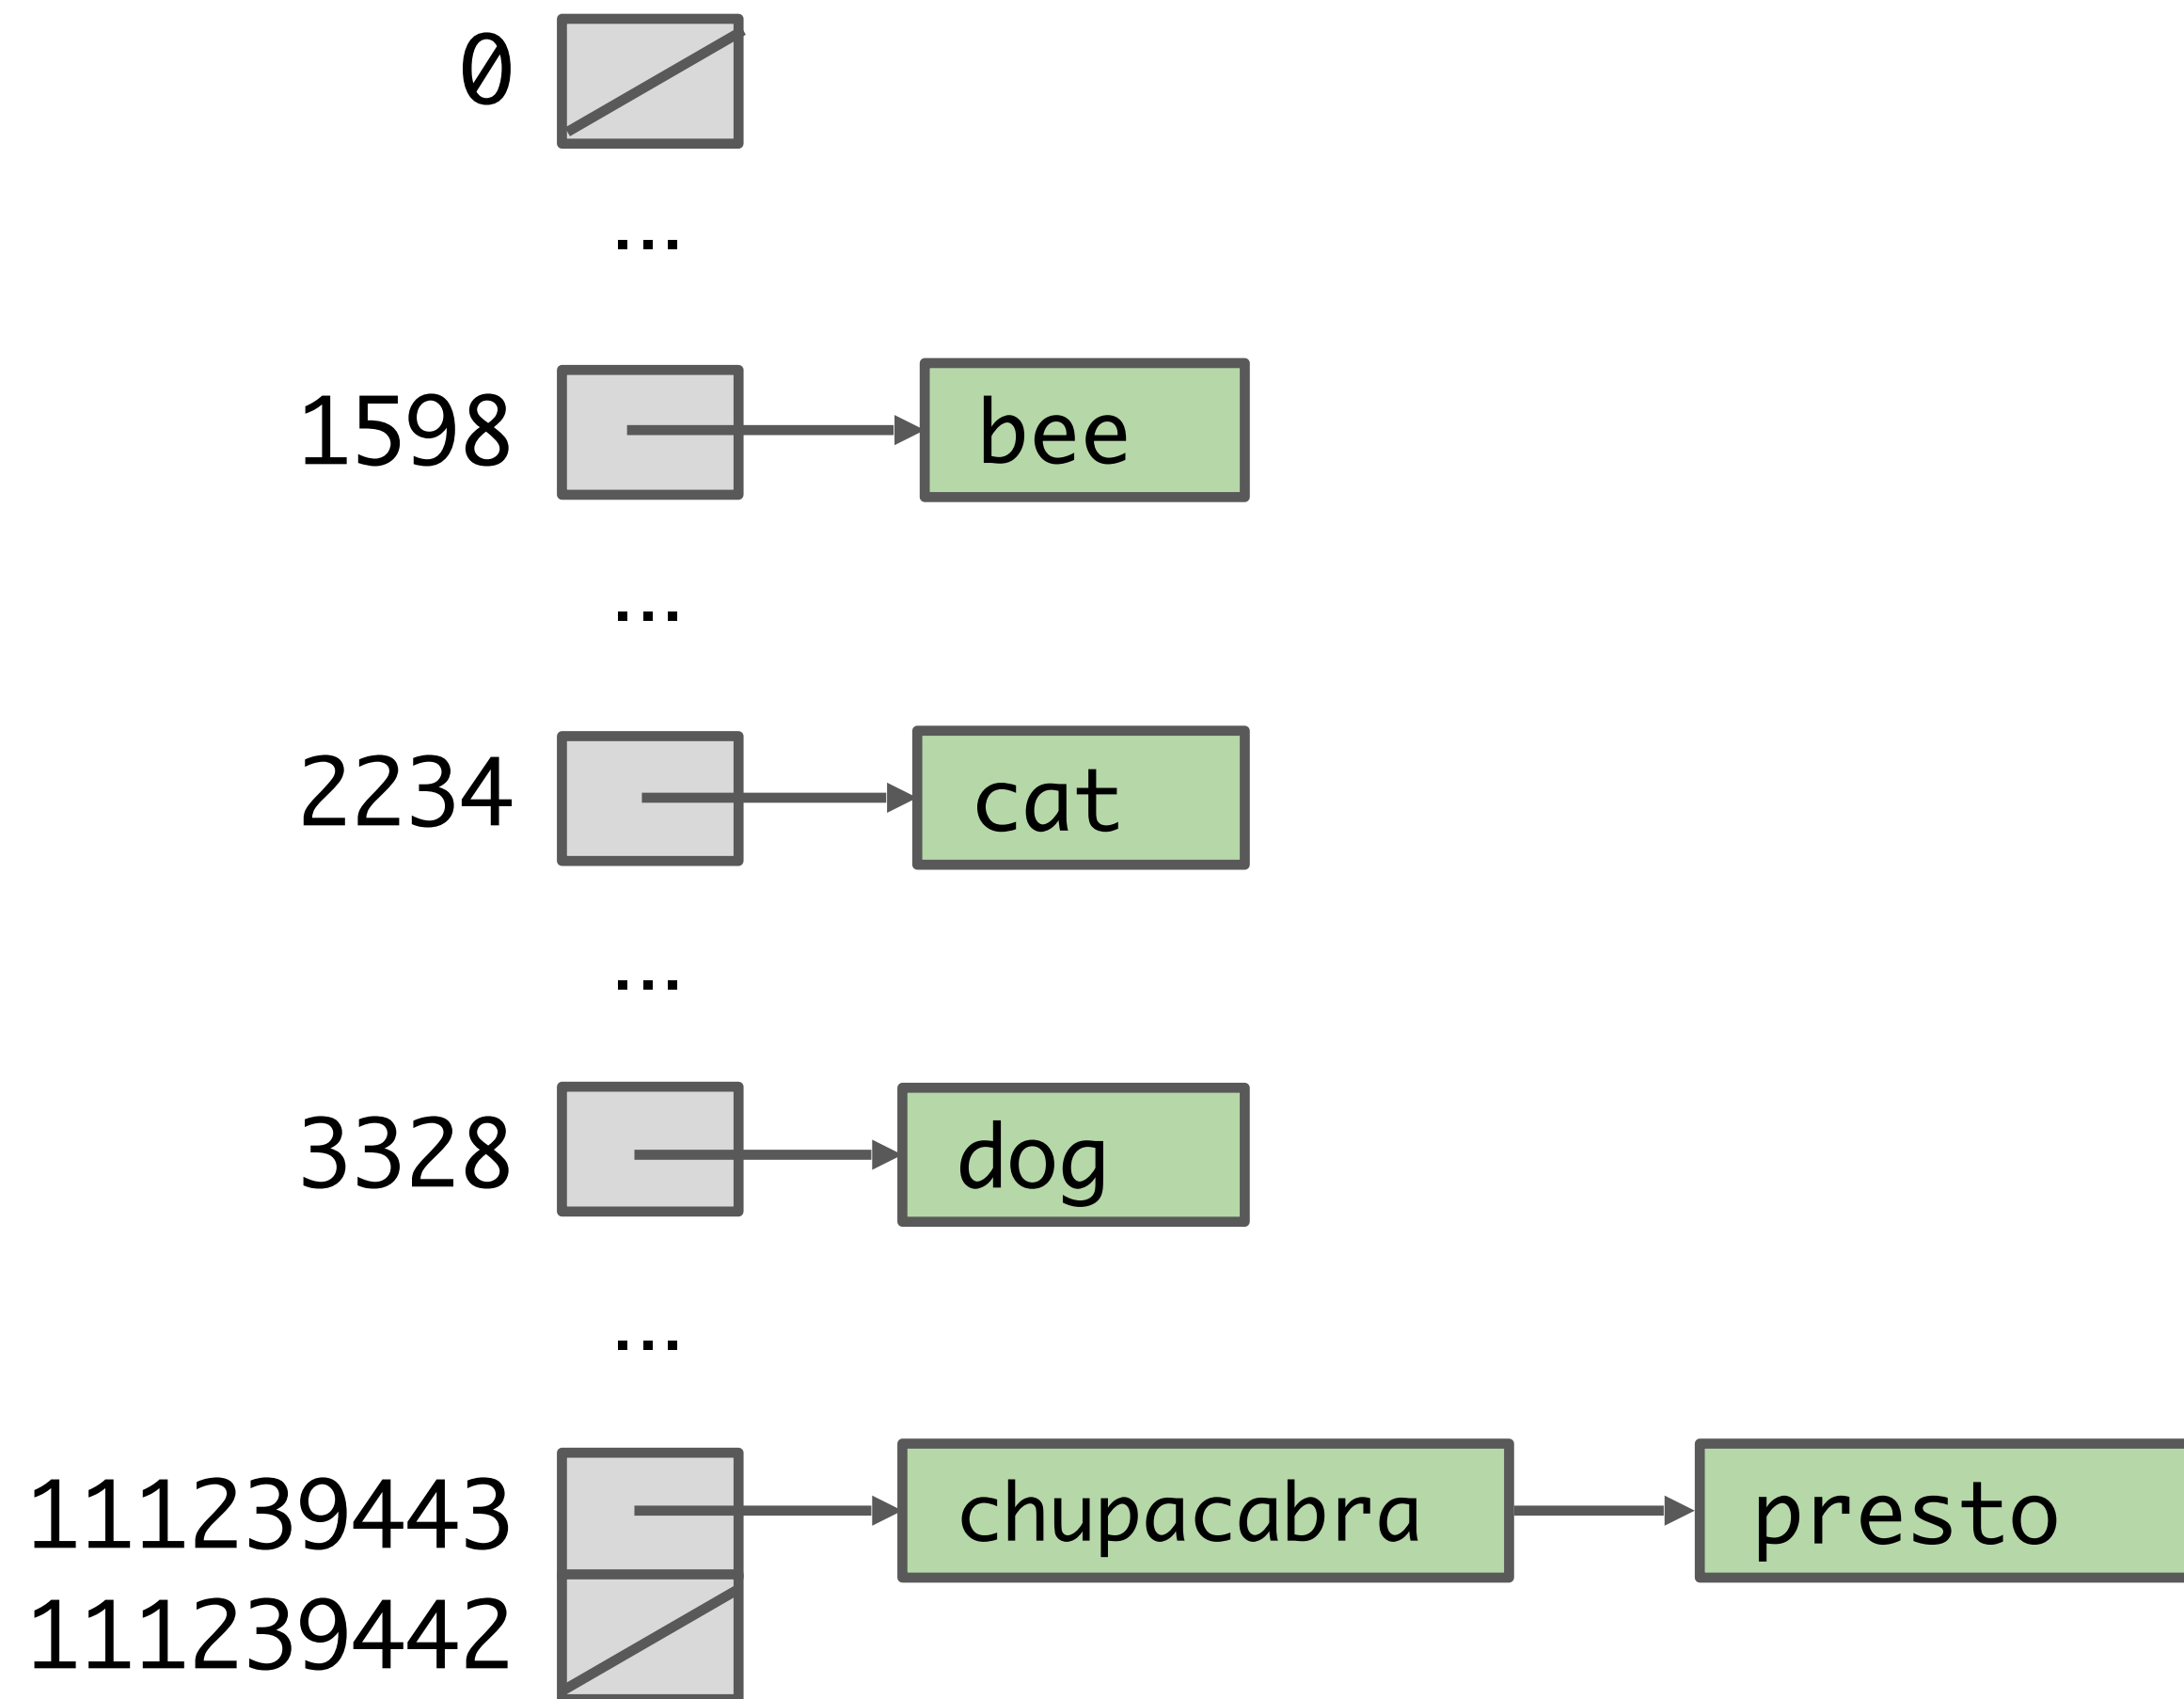 0
...
1598 bee
...
2234 cat
...
3328 dog
...
111239443 chupacabra presto
111239442